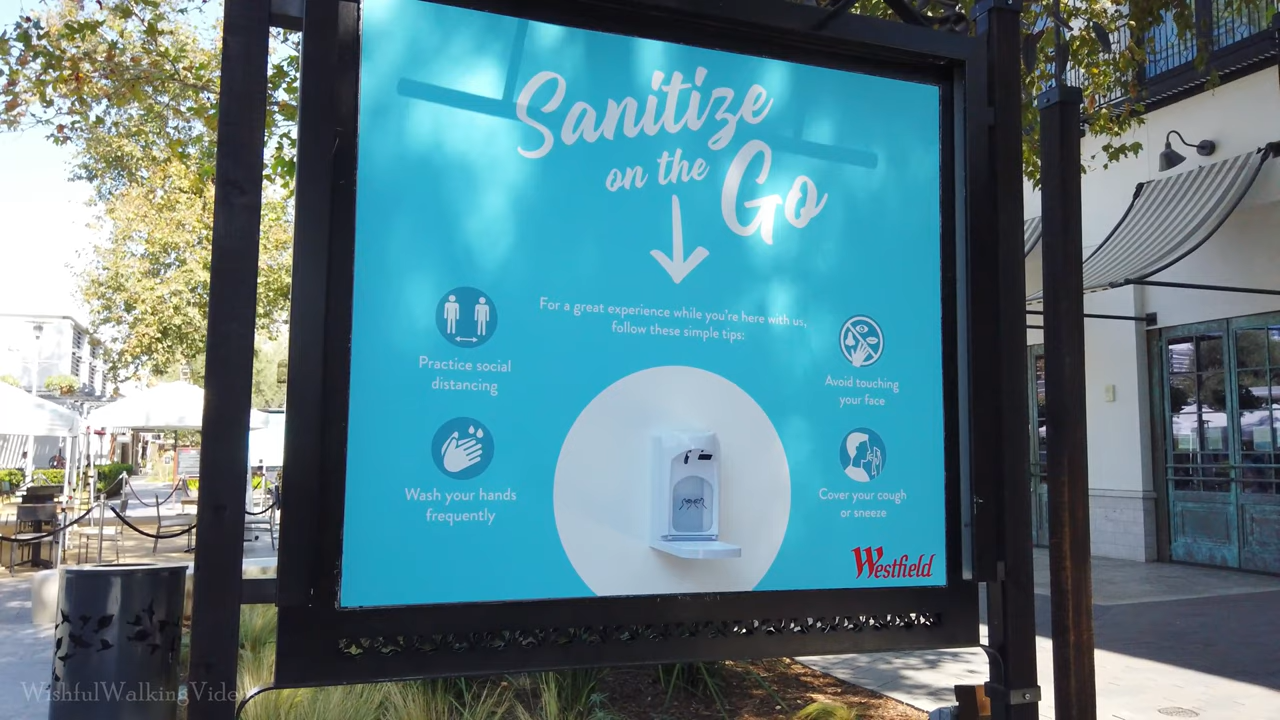 Sanitize
on the Go
For a great experience while you're here with us,
follow these simple tips:
Practice social
distancing
Wash your hands
frequently
Avoid touching
your face
Cover your cough
or sneeze
Westfield
WishfulWalkingVide